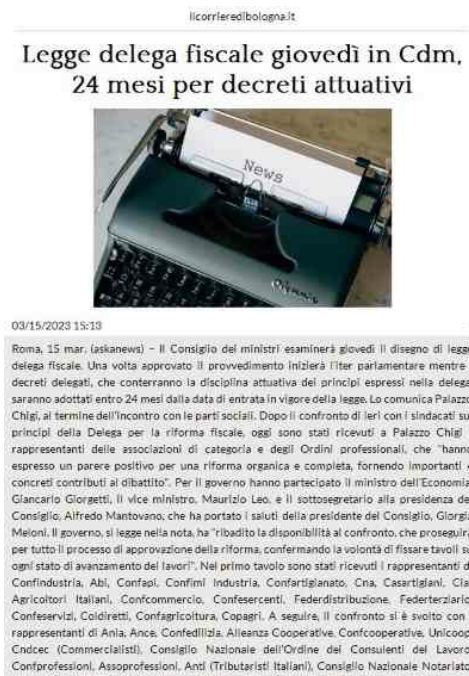 ilcorrieredibologna.it
Legge delega fiscale giovedì in Cdm,
24 mesi per decreti attuativi
News
Olympia
03/15/2023 15:13
Roma, 15 mar. (askanews) – Il Consiglio dei ministri esaminerà giovedì il disegno di legge
delega fiscale. Una volta approvato il provvedimento inizierà l'iter parlamentare mentre
decreti delegati, che conterranno la disciplina attuativa dei principi espressi nella delega
saranno adottati entro 24 mesi dalla data di entrata in vigore della legge. Lo comunica Palazzo
Chigi, al termine dell'incontro con le parti sociali. Dopo il confronto di ieri con i sindacati sui
principi della Delega per la riforma fiscale, oggi sono stati ricevuti a Palazzo Chigi
rappresentanti delle associazioni di categoria e degli Ordini professionali, che "hanno
espresso un parere positivo per una riforma organica e completa, fornendo importanti e
concreti contributi al dibattito". Per il governo hanno partecipato il ministro dell'Economia
Giancarlo Giorgetti, il vice ministro, Maurizio Leo, e il sottosegretario alla presidenza del
Consiglio, Alfredo Mantovano, che ha portato i saluti della presidente del Consiglio, Giorgia
Meloni. Il governo, si legge nella nota, ha "ribadito la disponibilità al confronto, che proseguirà
per tutto il processo di approvazione della riforma, confermando la volontà di fissare tavoli su
ogni stato di avanzamento dei lavori". Nel primo tavolo sono stati ricevuti i rappresentanti di
Confindustria, Abi, Confapi, Confimi Industria, Confartigianato, Cna, Casartigiani, Cia
Agricoltori Italiani, Confcommercio, Confesercenti, Federdistribuzione, Federterziario
Confeservizi, Coldiretti, Confagricoltura, Copagri. A seguire, il confronto si è svolto con
rappresentanti di Ania, Ance, Confedilizia, Alleanza Cooperative, Confcooperative, Unicoop
Cndcec (Commercialisti), Consiglio Nazionale dell'Ordine dei Consulenti del Lavoro
Confprofessioni, Assoprofessioni, Anti (Tributaristi Italiani), Consiglio Nazionale Notariato